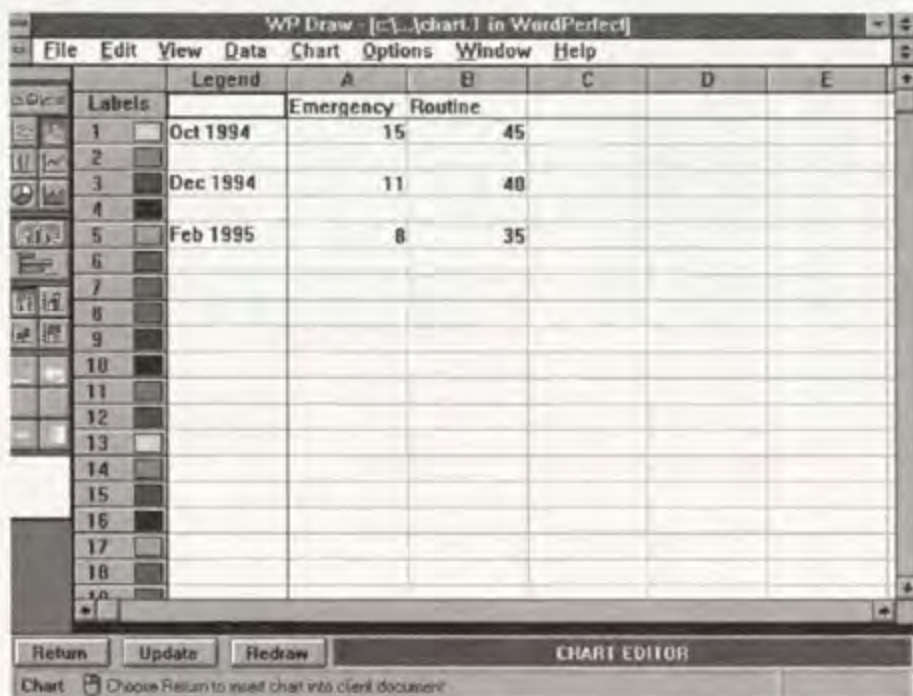 WP Draw - [c:\...\chart.1 in WordPerfect]
File Edit View Data Chart Options Window Help
Legend A B C D E
Labels Emergency Routine
1 Oct 1994 15 45
2
3 Dec 1994 11 40
4
5 Feb 1995 8 35
6
7
8
9
10
11
12
13
14
15
16
17
18
19
Return Update Redraw CHART EDITOR
Chart Choose Return to insert chart into client document